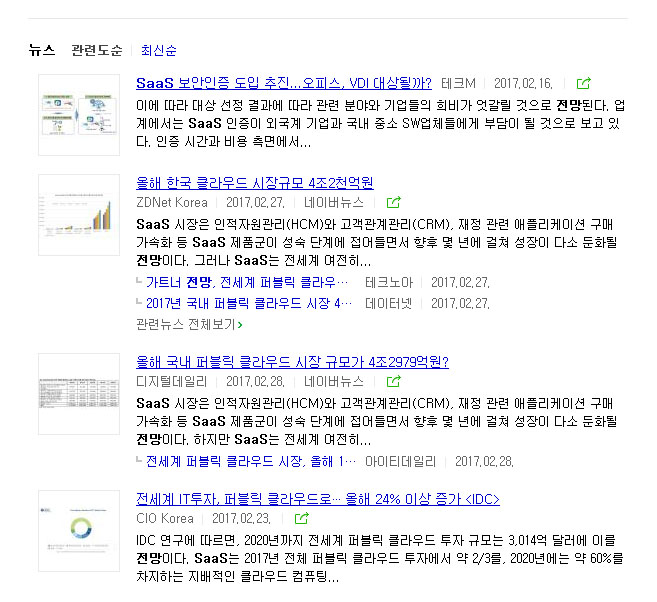 뉴스 관련도순 최신순
SaaS 보안인증 도입 추진...오피스, VDI 대상될까? 테크M 2017.02.16.
이에 따라 대상 선정 결과에 따라 관련 분야와 기업들의 희비가 엇갈릴 것으로 전망된다. 업
계에서는 SaaS 인증이 외국계 기업과 국내 중소 SW업체들에게 부담이 될 것으로 보고 있
다. 인증 시간과 비용 측면에서...
올해 한국 클라우드 시장규모 4조2천억원
ZDNet Korea 2017.02.27. 네이버뉴스
SaaS 시장은 인적자원관리(HCM)와 고객관계관리(CRM), 재정 관련 애플리케이션 구매
가속화 등 SaaS 제품군이 성숙 단계에 접어들면서 향후 몇 년에 걸쳐 성장이 다소 둔화될
전망이다. 그러나 SaaS는 전세계 여전히...
가트너 전망, 전세계 퍼블릭 클라우… 테크노아 2017.02.27.
2017년 국내 퍼블릭 클라우드 시장 4… 데이터넷 2017.02.27.
관련뉴스 전체보기>
올해 국내 퍼블릭 클라우드 시장 규모가 4조2979억원?
디지털데일리 2017.02.28. 네이버뉴스
SaaS 시장은 인적자원관리(HCM)와 고객관계관리(CRM), 재정 관련 애플리케이션 구매
가속화 등 SaaS 제품군이 성숙 단계에 접어들면서 향후 몇 년에 걸쳐 성장이 다소 둔화될
전망이다. 하지만 SaaS는 전세계 여전히...
전세계 퍼블릭 클라우드 시장, 올해 1… 아이티데일리 2017.02.28.
전세계 IT투자, 퍼블릭 클라우드로… 올해 24% 이상 증가 <IDC>
CIO Korea 2017.02.23.
IDC 연구에 따르면, 2020년까지 전세계 퍼블릭 클라우드 투자 규모는 3,014억 달러에 이를
전망이다. SaaS는 2017년 전체 퍼블릭 클라우드 투자에서 약 2/3를, 2020년에는 약 60%를
차지하는 지배적인 클라우드 컴퓨팅...